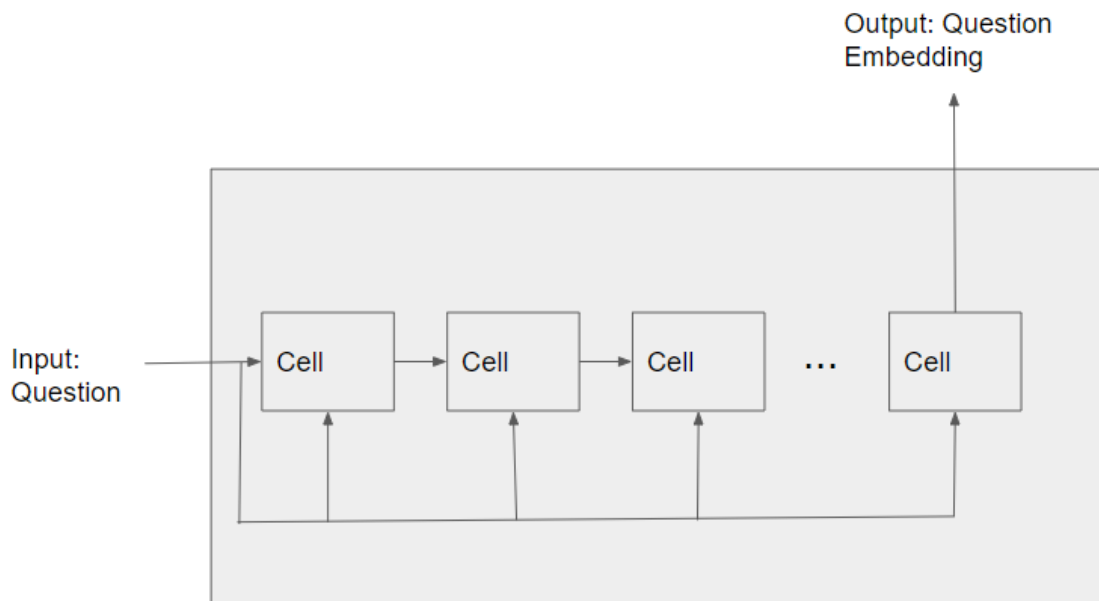 Output: Question
Embedding
Input:
Question
Cell
Cell
Cell
...
Cell